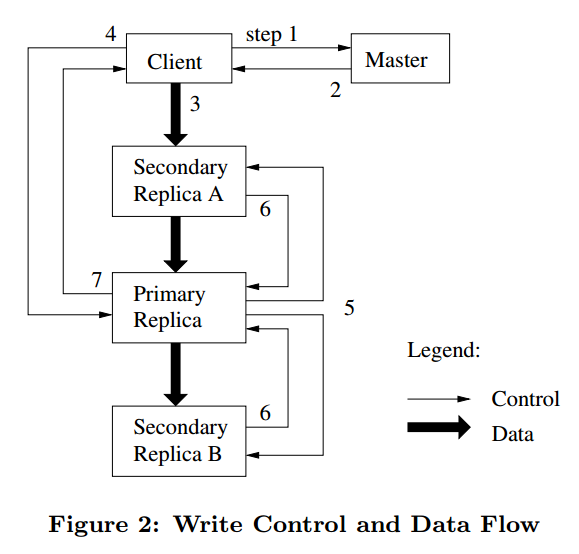 4
step 1
Client
Master
2
3
Secondary
Replica A
6
7
Primary
Replica
5
Legend:
Control
6
Secondary
Replica B
Data
Figure 2: Write Control and Data Flow